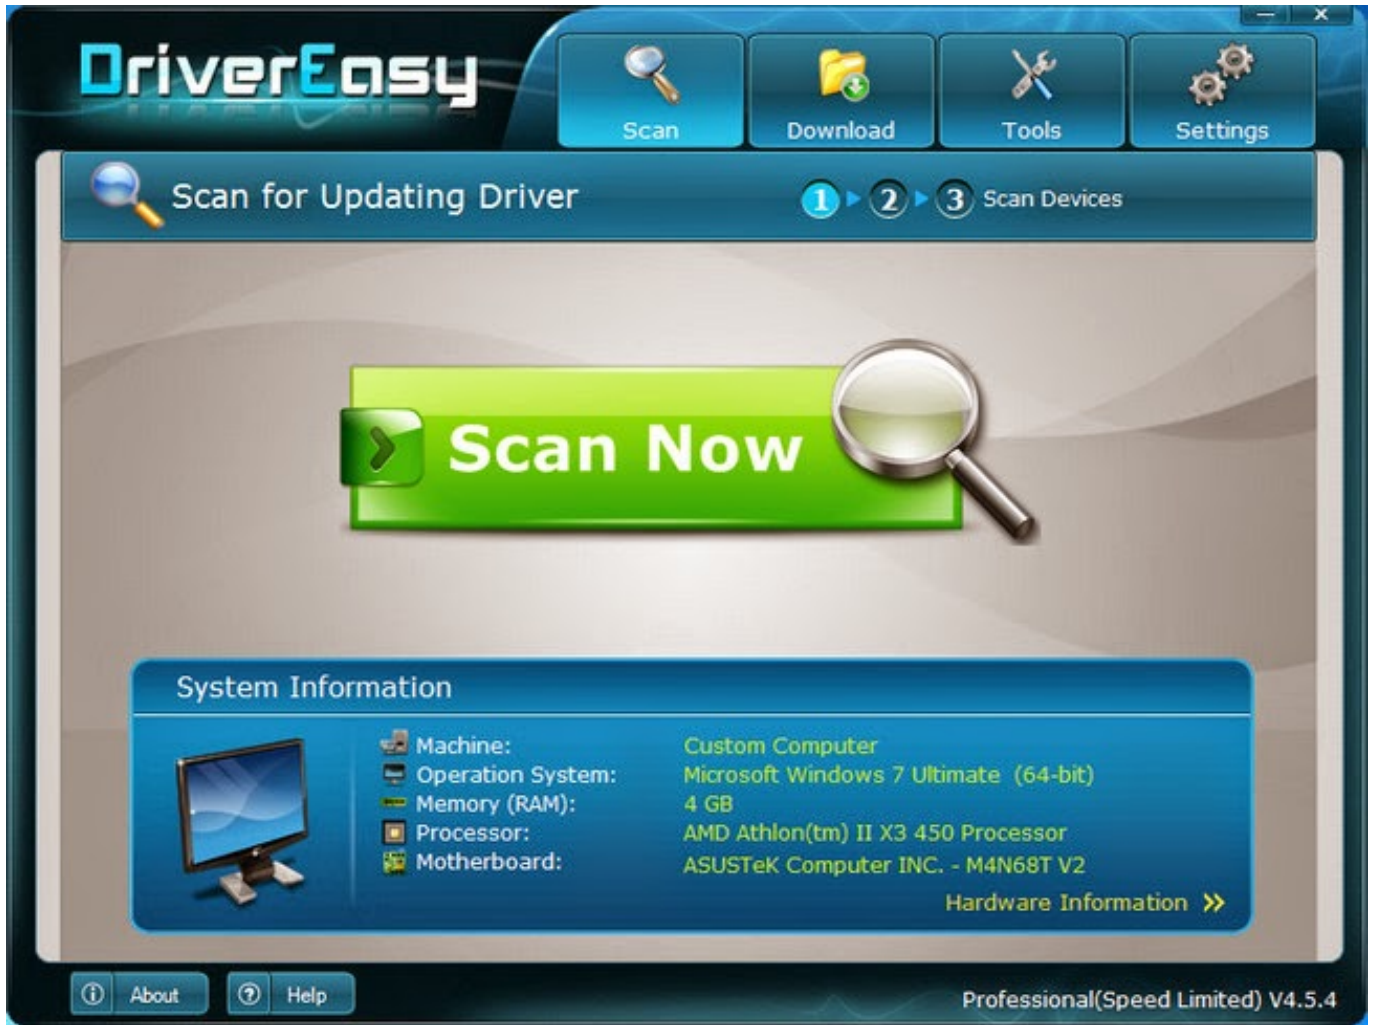 DriverEasy
Scan
Download
Tools
Settings
Scan for Updating Driver
1 2 3 Scan Devices
Scan Now
System Information
Machine: Custom Computer
Operation System: Microsoft Windows 7 Ultimate (64-bit)
Memory (RAM): 4 GB
Processor: AMD Athlon(tm) II X3 450 Processor
Motherboard: ASUSTeK Computer INC. - M4N68T V2
Hardware Information
About
Help
Professional(Speed Limited) V4.5.4